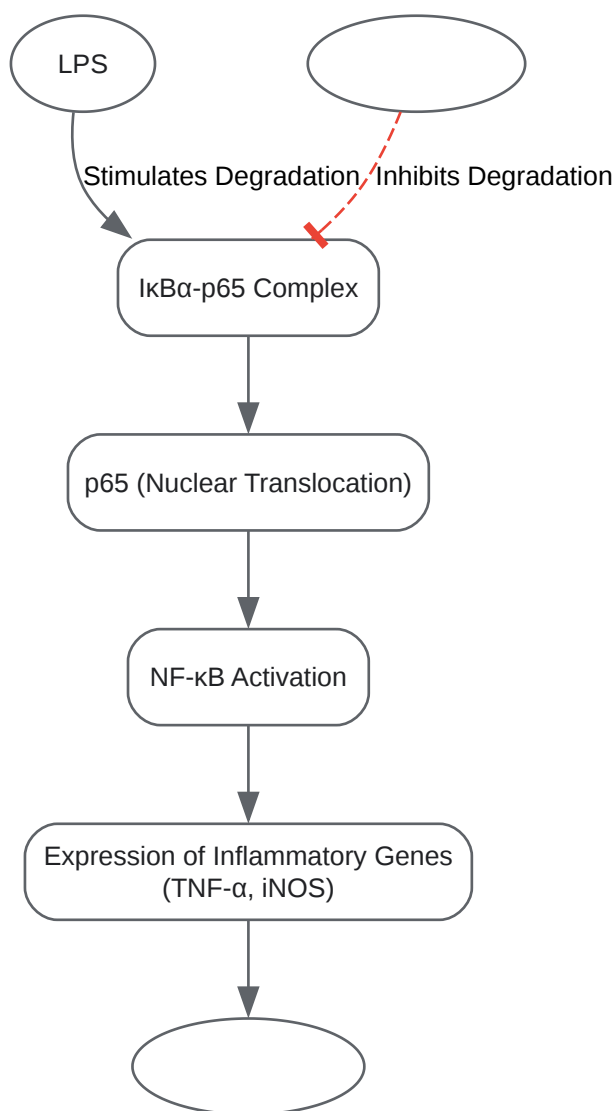 LPS
Stimulates Degradation
Inhibits Degradation
IκBα-p65 Complex
p65 (Nuclear Translocation)
NF-κB Activation
Expression of Inflammatory Genes
(TNF-α, iNOS)